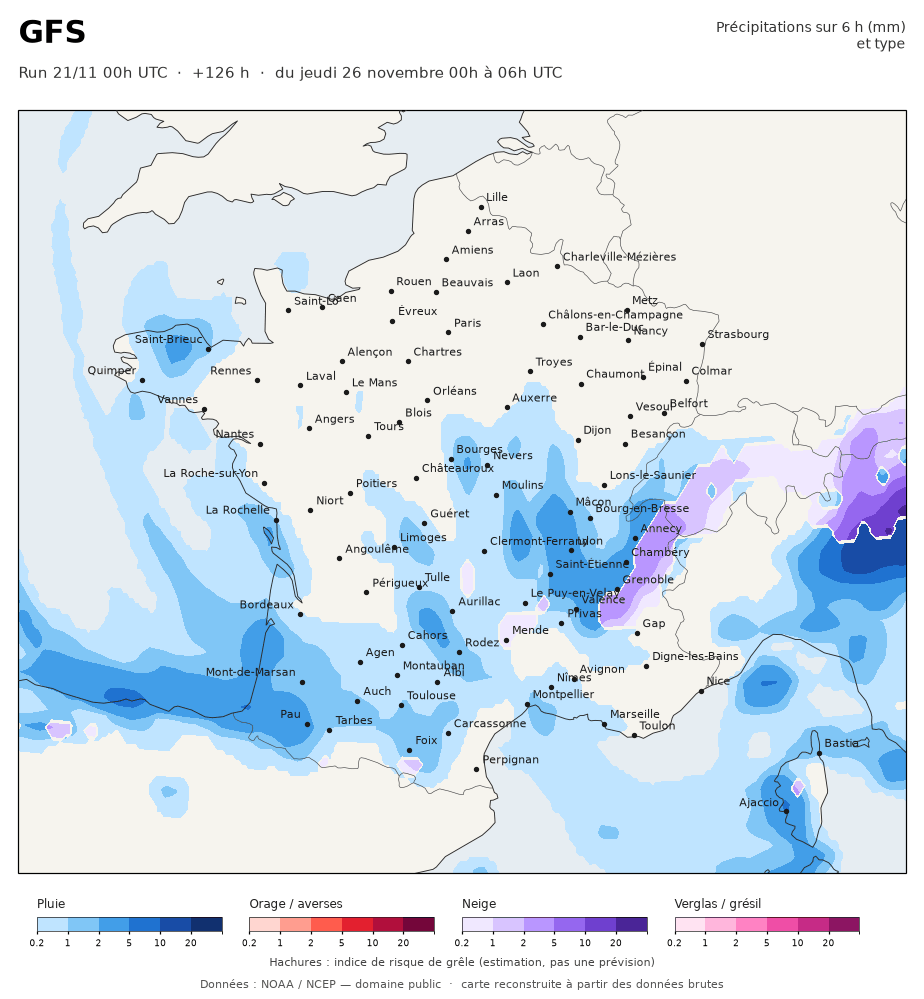 GFS
Précipitations sur 6 h (mm)
et type
Run 21/11 00h UTC · +126 h · du jeudi 26 novembre 00h à 06h UTC
Lille
Arras
Amiens
Charleville-Mézières
Laon
Rouen
Beauvais
Saint-Lô
Caen
Metz
Évreux
Châlons-en-Champagne
Paris
Bar-le-Duc
Nancy
Strasbourg
Saint-Brieuc
Alençon
Chartres
Troyes
Épinal
Quimper
Rennes
Laval
Le Mans
Chaumont
Colmar
Orléans
Vannes
Auxerre
Blois
Vesoul
Belfort
Angers
Tours
Nantes
Dijon
Besançon
Bourges
Nevers
La Roche-sur-Yon
Châteauroux
Lons-le-Saunier
Poitiers
Moulins
Niort
Mâcon
La Rochelle
Guéret
Bourg-en-Bresse
Annecy
Limoges
Clermont-Ferrand
Lyon
Angoulême
Chambéry
Saint-Étienne
Périgueux
Tulle
Grenoble
Le Puy-en-Velay
Valence
Bordeaux
Aurillac
Privas
Mende
Gap
Cahors
Rodez
Agen
Digne-les-Bains
Montauban
Mont-de-Marsan
Albi
Avignon
Nîmes
Nice
Auch
Toulouse
Montpellier
Pau
Tarbes
Carcassonne
Marseille
Toulon
Foix
Bastia
Perpignan
Ajaccio
Pluie
Orage / averses
Neige
Verglas / grésil
0.2 1 2 5 10 20
0.2 1 2 5 10 20
0.2 1 2 5 10 20
0.2 1 2 5 10 20
Hachures : indice de risque de grêle (estimation, pas une prévision)
Données : NOAA / NCEP — domaine public · carte reconstruite à partir des données brutes